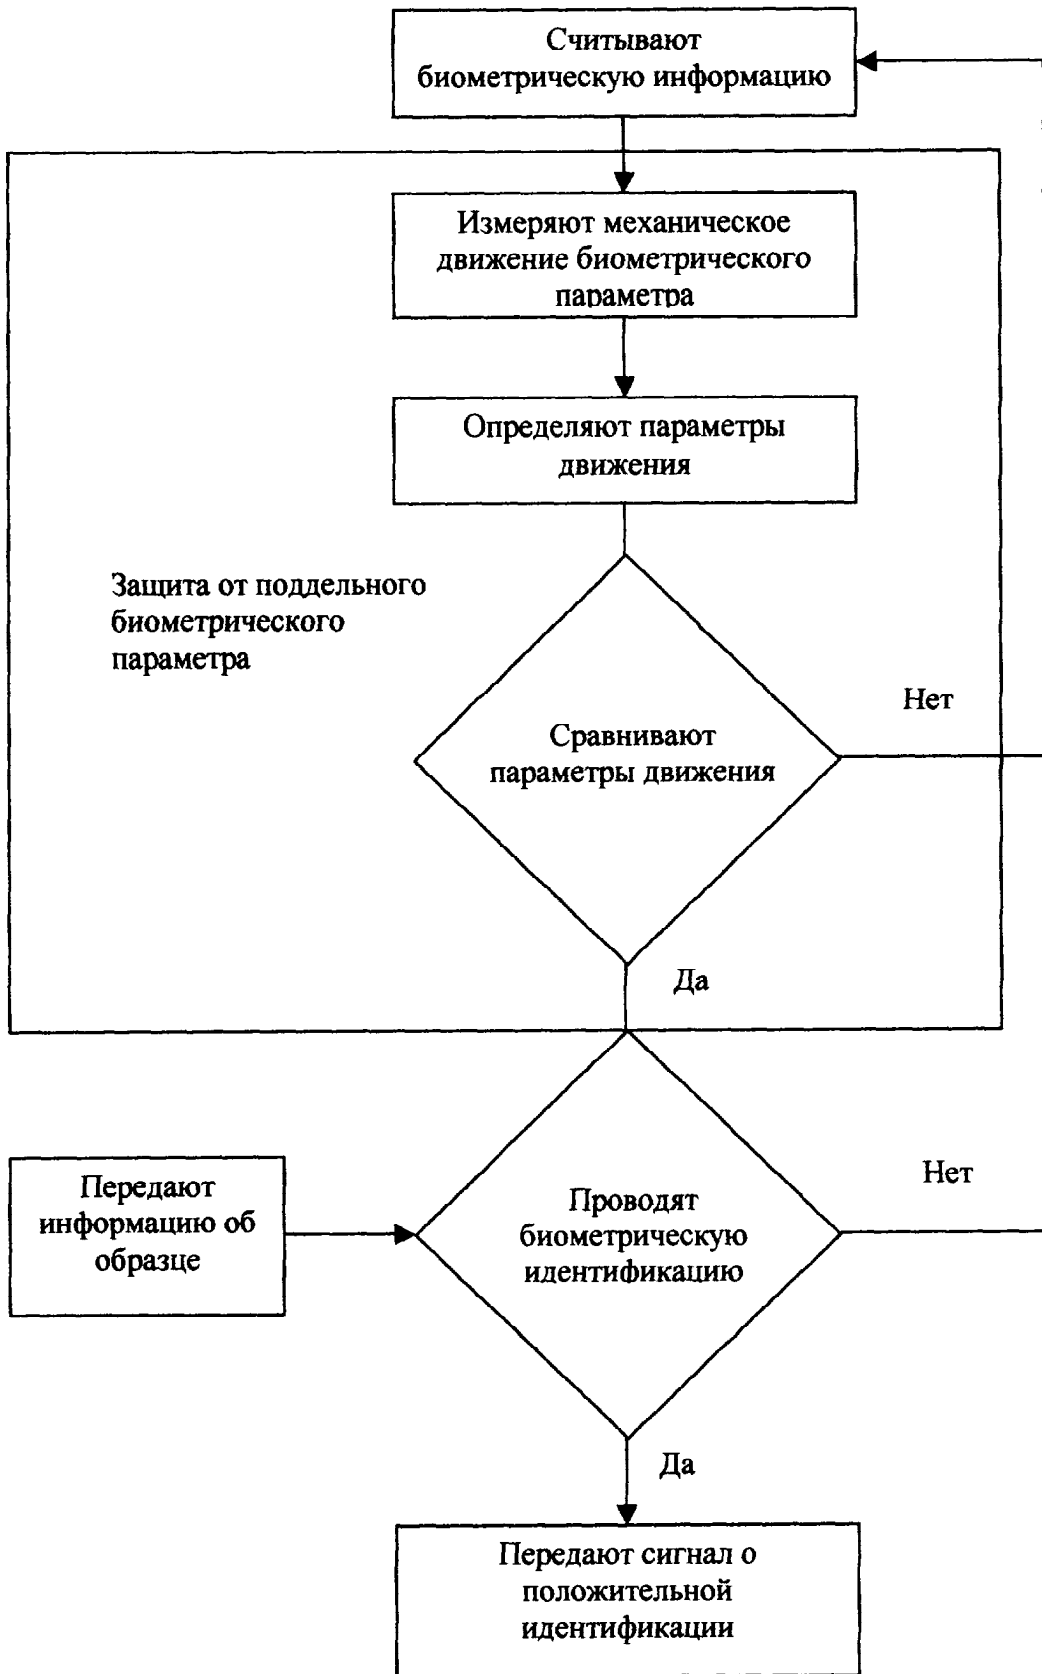 Считывают
биометрическую информацию
Измеряют механическое
движение биометрического
параметра
Определяют параметры
движения
Защита от поддельного
биометрического
параметра
Сравнивают
параметры движения
Нет
Да
Передают
информацию об
образце
Проводят
биометрическую
идентификацию
Нет
Да
Передают сигнал о
положительной
идентификации